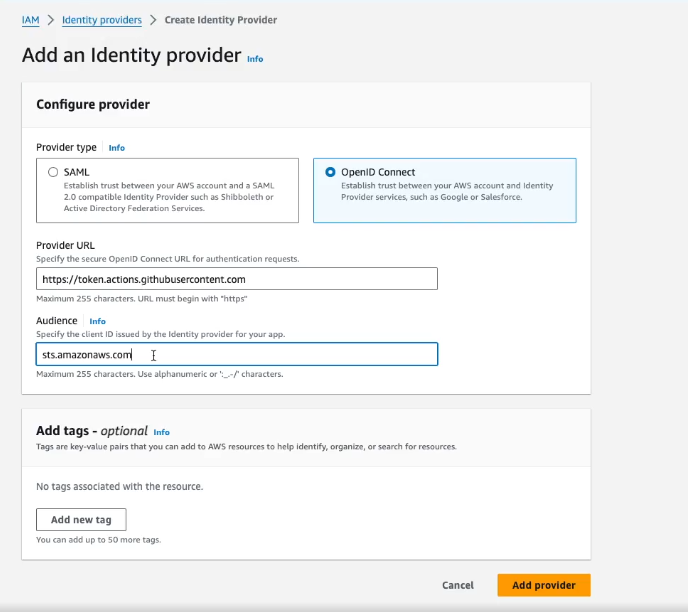 IAM > Identity providers > Create Identity Provider
Add an Identity provider Info
Configure provider
Provider type Info
SAML
Establish trust between your AWS account and a SAML
2.0 compatible Identity Provider such as Shibboleth or
Active Directory Federation Services.
OpenID Connect
Establish trust between your AWS account and Identity
Provider services, such as Google or Salesforce.
Provider URL
Specify the secure OpenID Connect URL for authentication requests.
https://token.actions.githubusercontent.com
Maximum 255 characters. URL must begin with "https"
Audience Info
Specify the client ID issued by the Identity provider for your app.
sts.amazonaws.com
Maximum 255 characters. Use alphanumeric or ':_.-/' characters.
Add tags - optional Info
Tags are key-value pairs that you can add to AWS resources to help identify, organize, or search for resources.
No tags associated with the resource.
Add new tag
You can add up to 50 more tags.
Cancel Add provider